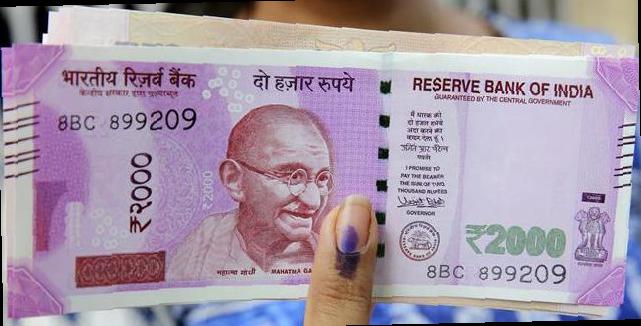 भारतीय रिज़र्व बैंक
केन्द्रीय सरकार द्वारा प्रत्याभूत
दो हज़ार रुपये
RESERVE BANK OF INDIA
GUARANTEED BY THE CENTRAL GOVERNMENT
8BC 899209
₹२०००
₹2000
मैं धारक को
दो हज़ार रुपये
अदा करने का
वचन देता हूँ।
I PROMISE TO
PAY THE BEARER
THE SUM OF TWO
THOUSAND RUPEES
GOVERNOR
महात्मा गांधी
MAHATMA GA
₹2000
8BC 899209